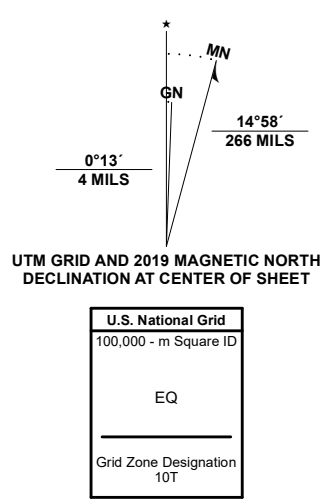 ★
MN
GN
14°58´
266 MILS
0°13´
4 MILS
UTM GRID AND 2019 MAGNETIC NORTH
DECLINATION AT CENTER OF SHEET
U.S. National Grid
100,000 - m Square ID
EQ
Grid Zone Designation
10T